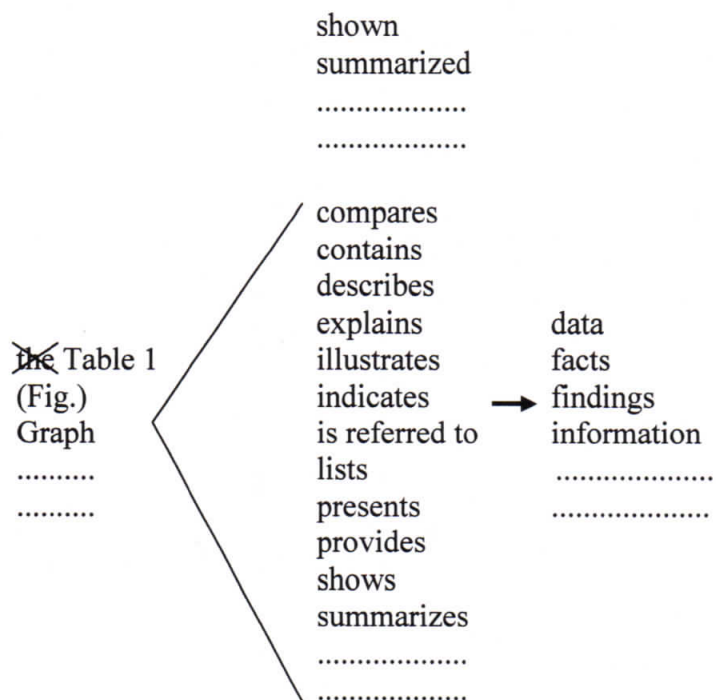 shown
summarized
...................
...................
compares
contains
describes
explains
illustrates
indicates
is referred to
lists
presents
provides
shows
summarizes
...................
...................
the Table 1
(Fig.)
Graph
..........
..........
data
facts
findings
information
....................
....................